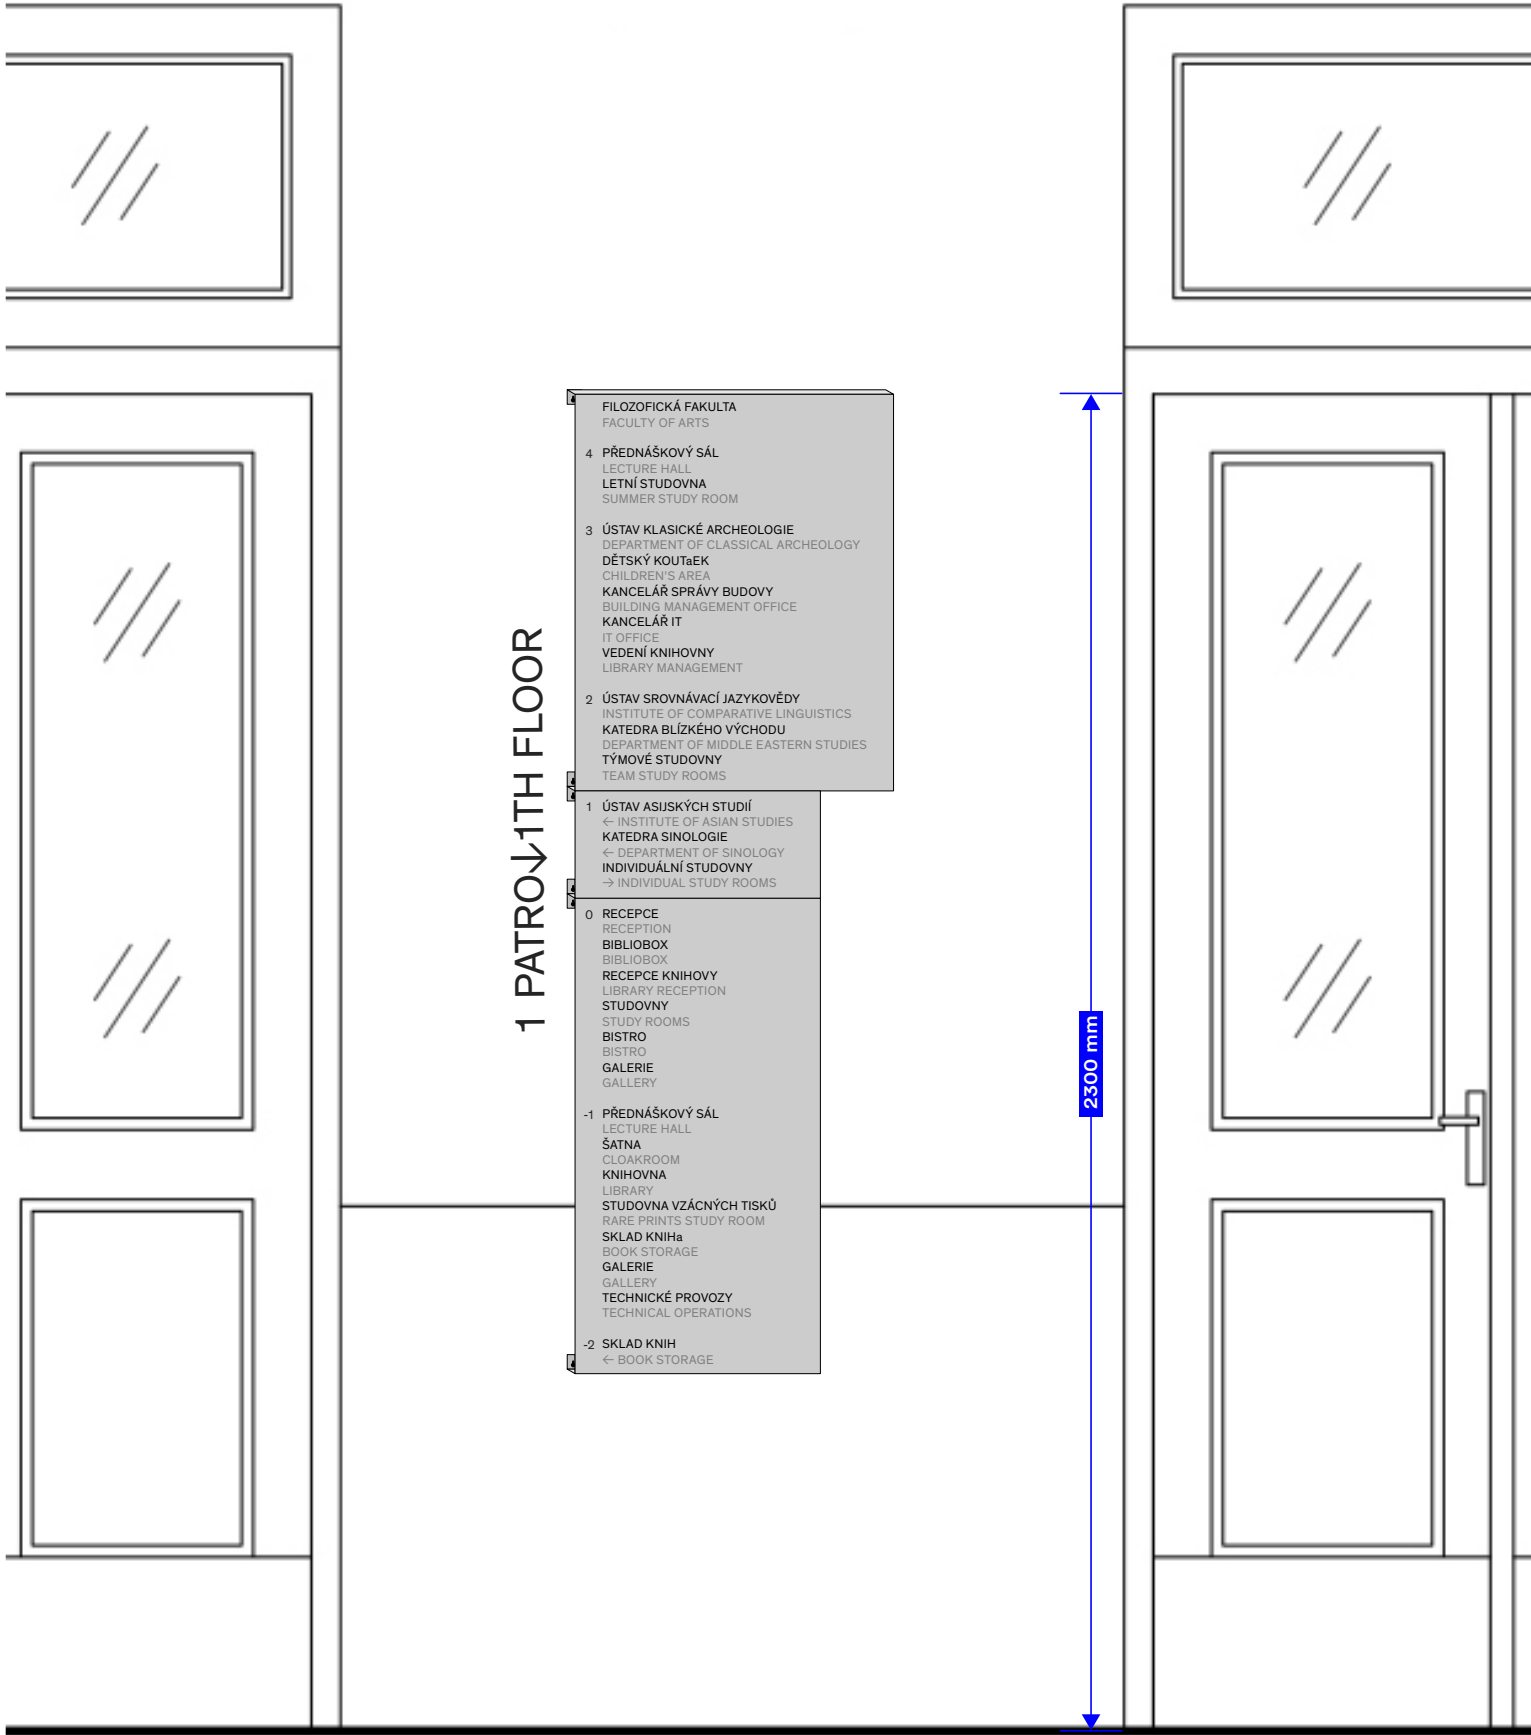 FILOZOFICKÁ FAKULTA
FACULTY OF ARTS
4 PŘEDNÁŠKOVÝ SÁL
LECTURE HALL
LETNÍ STUDOVNA
SUMMER STUDY ROOM
3 ÚSTAV KLASICKÉ ARCHEOLOGIE
DEPARTMENT OF CLASSICAL ARCHEOLOGY
DĚTSKÝ KOUTaEK
CHILDREN'S AREA
KANCELÁŘ SPRÁVY BUDOVY
BUILDING MANAGEMENT OFFICE
KANCELÁŘ IT
IT OFFICE
VEDENÍ KNIHOVNY
LIBRARY MANAGEMENT
2 ÚSTAV SROVNÁVACÍ JAZYKOVĚDY
INSTITUTE OF COMPARATIVE LINGUISTICS
KATEDRA BLÍZKÉHO VÝCHODU
DEPARTMENT OF MIDDLE EASTERN STUDIES
TÝMOVÉ STUDOVNY
TEAM STUDY ROOMS
1 ÚSTAV ASIJSKÝCH STUDIÍ
← INSTITUTE OF ASIAN STUDIES
KATEDRA SINOLOGIE
← DEPARTMENT OF SINOLOGY
INDIVIDUÁLNÍ STUDOVNY
→ INDIVIDUAL STUDY ROOMS
0 RECEPCE
RECEPTION
BIBLIOBOX
BIBLIOBOX
RECEPCE KNIHOVY
LIBRARY RECEPTION
STUDOVNY
STUDY ROOMS
BISTRO
BISTRO
GALERIE
GALLERY
-1 PŘEDNÁŠKOVÝ SÁL
LECTURE HALL
ŠATNA
CLOAKROOM
KNIHOVNA
LIBRARY
STUDOVNA VZÁCNÝCH TISKŮ
RARE PRINTS STUDY ROOM
SKLAD KNIHa
BOOK STORAGE
GALERIE
GALLERY
TECHNICKÉ PROVOZY
TECHNICAL OPERATIONS
-2 SKLAD KNIH
← BOOK STORAGE
1 PATRO↓1TH FLOOR
2300 mm